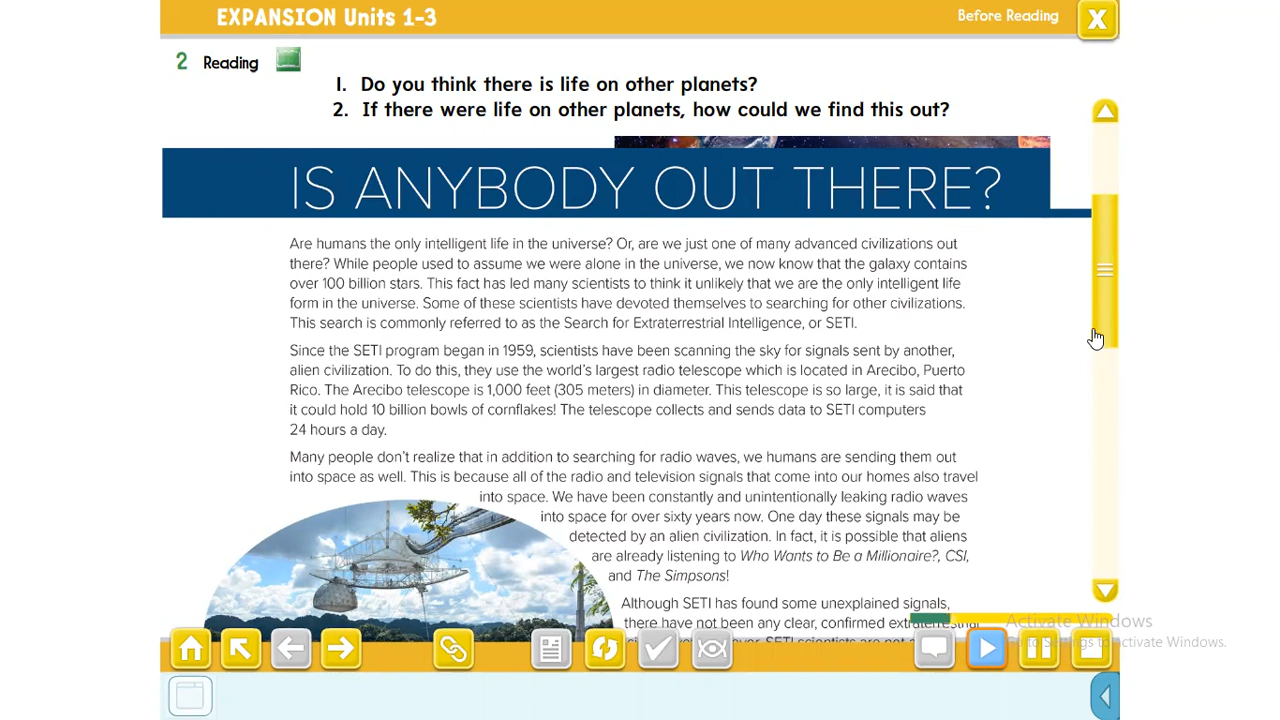 EXPANSION Units 1-3
Before Reading
X
2 Reading
1. Do you think there is life on other planets?
2. If there were life on other planets, how could we find this out?
IS ANYBODY OUT THERE?
Are humans the only intelligent life in the universe? Or, are we just one of many advanced civilizations out
there? While people used to assume we were alone in the universe, we now know that the galaxy contains
over 100 billion stars. This fact has led many scientists to think it unlikely that we are the only intelligent life
form in the universe. Some of these scientists have devoted themselves to searching for other civilizations.
This search is commonly referred to as the Search for Extraterrestrial Intelligence, or SETI.
Since the SETI program began in 1959, scientists have been scanning the sky for signals sent by another,
alien civilization. To do this, they use the world's largest radio telescope which is located in Arecibo, Puerto
Rico. The Arecibo telescope is 1,000 feet (305 meters) in diameter. This telescope is so large, it is said that
it could hold 10 billion bowls of cornflakes! The telescope collects and sends data to SETI computers
24 hours a day.
Many people don't realize that in addition to searching for radio waves, we humans are sending them out
into space as well. This is because all of the radio and television signals that come into our homes also travel
into space. We have been constantly and unintentionally leaking radio waves
into space for over sixty years now. One day these signals may be
detected by an alien civilization. In fact, it is possible that aliens
are already listening to Who Wants to Be a Millionaire?, CSI,
and The Simpsons!
Although SETI has found some unexplained signals,
there have not been any clear, confirmed extraterrestrial
SETI scientists are not
Activate Windows
Go to Settings to activate Windows.